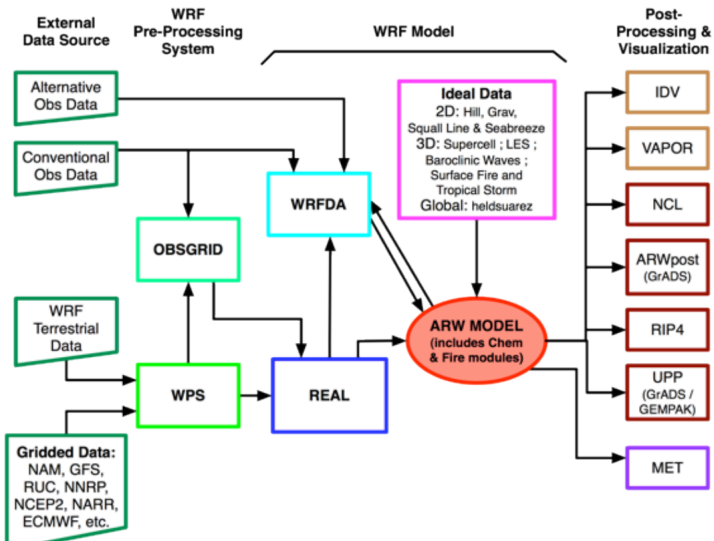 External
Data Source
WRF
Pre-Processing
System
WRF Model
Post-
Processing &
Visualization
Alternative
Obs Data
Conventional
Obs Data
WRF
Terrestrial
Data
Gridded Data:
NAM, GFS,
RUC, NNRP,
NCEP2, NARR,
ECMWF, etc.
OBSGRID
WPS
WRFDA
REAL
Ideal Data
2D: Hill, Grav,
Squall Line & Seabreeze
3D: Supercell ; LES ;
Baroclinic Waves ;
Surface Fire and
Tropical Storm
Global: heldsuarez
ARW MODEL
(includes Chem
& Fire modules)
IDV
VAPOR
NCL
ARWpost
(GrADS)
RIP4
UPP
(GrADS /
GEMPAK)
MET